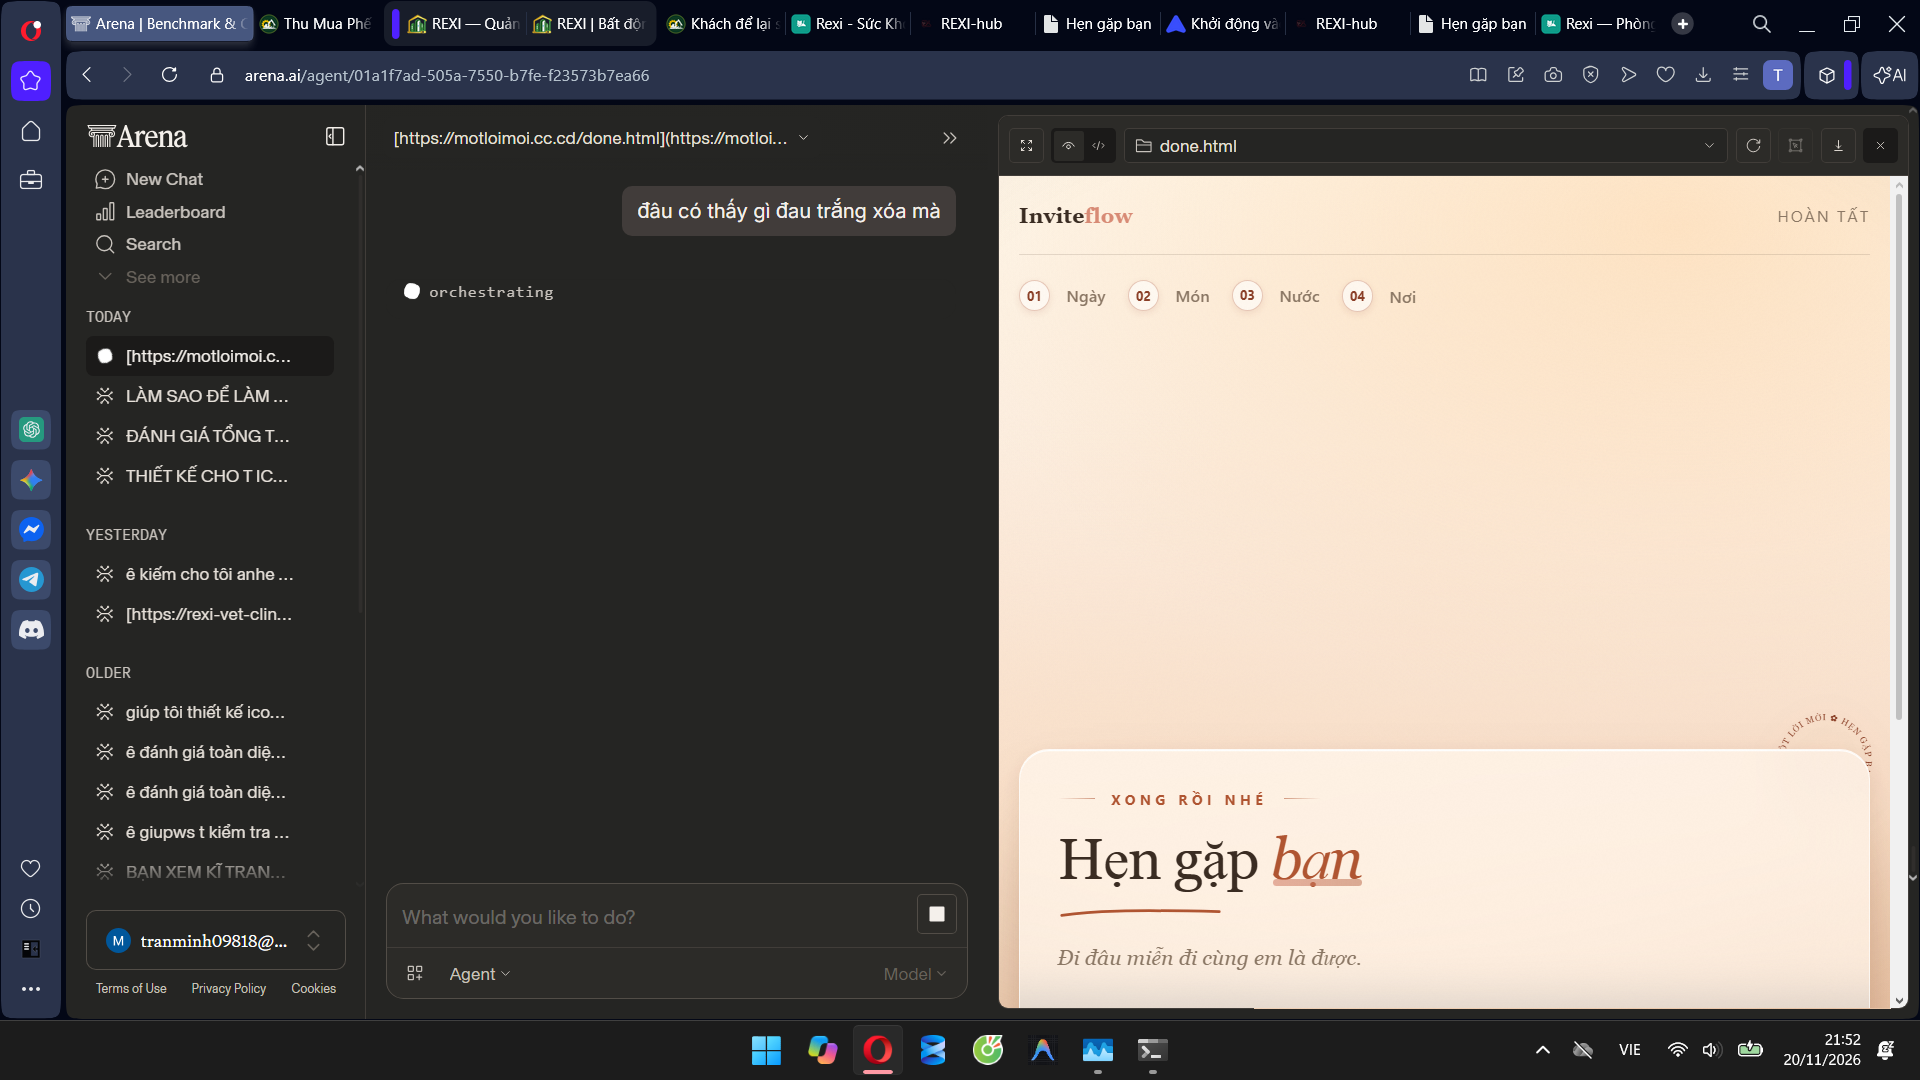 Arena | Benchmark &
Thu Mua Phế
REXI — Quản
REXI | Bất độ
Khách để lại
Rexi - Sức Kh
REXI-hub
Hẹn gặp bạn
Khởi động và
REXI-hub
Hẹn gặp bạn
Rexi — Phòng
arena.ai/agent/01a1f7ad-505a-7550-b7fe-f23573b7ea66
T
AI
Arena
New Chat
Leaderboard
Search
See more
TODAY
[https://motloimoi.c...
LÀM SAO ĐỂ LÀM ...
ĐÁNH GIÁ TỔNG T...
THIẾT KẾ CHO T IC...
YESTERDAY
ê kiếm cho tôi anhe ...
[https://rexi-vet-clin...
OLDER
giúp tôi thiết kế ico...
ê đánh giá toàn diệ...
ê đánh giá toàn diệ...
ê giupws t kiểm tra ...
BẠN XEM KĨ TRAN...
M
tranminh09818@...
Terms of Use
Privacy Policy
Cookies
[https://motloimoi.cc.cd/done.html](https://motloi...
đâu có thấy gì đau trắng xóa mà
orchestrating
What would you like to do?
Agent
Model
done.html
Inviteflow
HOÀN TẤT
01 Ngày
02 Món
03 Nước
04 Nơi
LỜI MỜI ✿ HẸN GẶP
XONG RỒI NHÉ
Hẹn gặp bạn
Đi đâu miễn đi cùng em là được.
VIE
21:52
20/11/2026